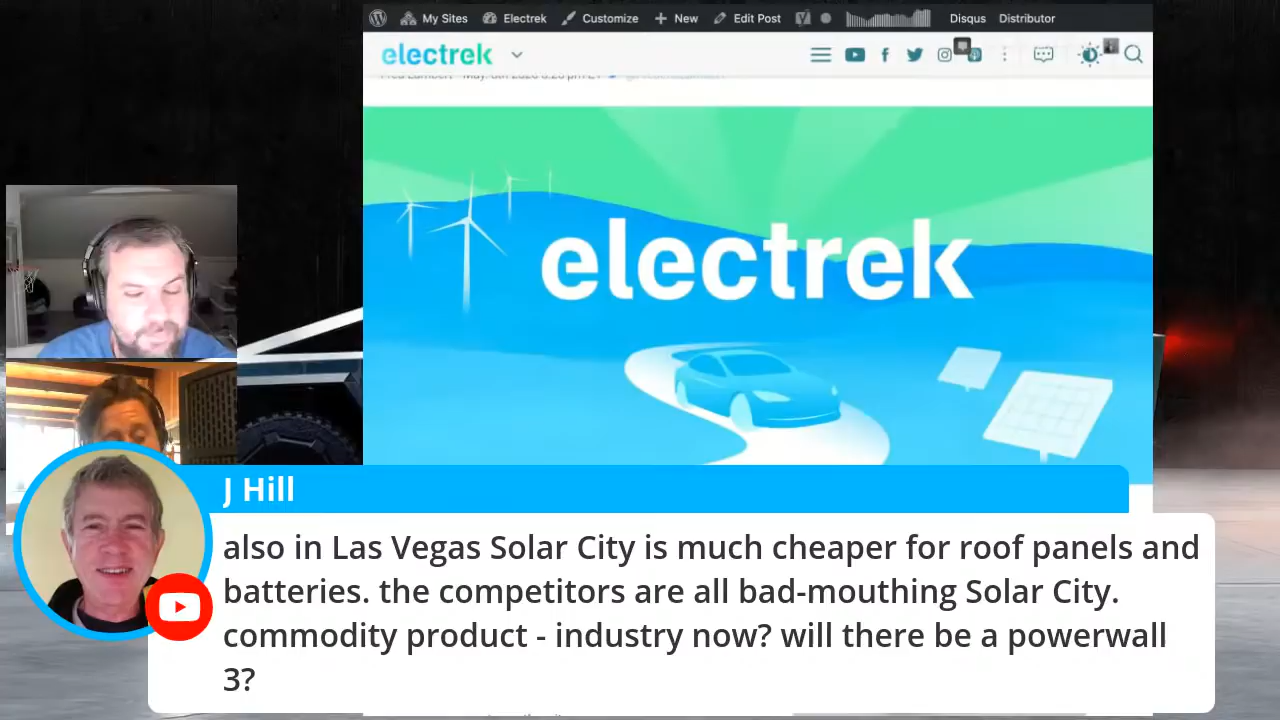 My Sites Electrek Customize New Edit Post Disqus Distributor
electrek
electrek
J Hill
also in Las Vegas Solar City is much cheaper for roof panels and
batteries. the competitors are all bad-mouthing Solar City.
commodity product - industry now? will there be a powerwall
3?